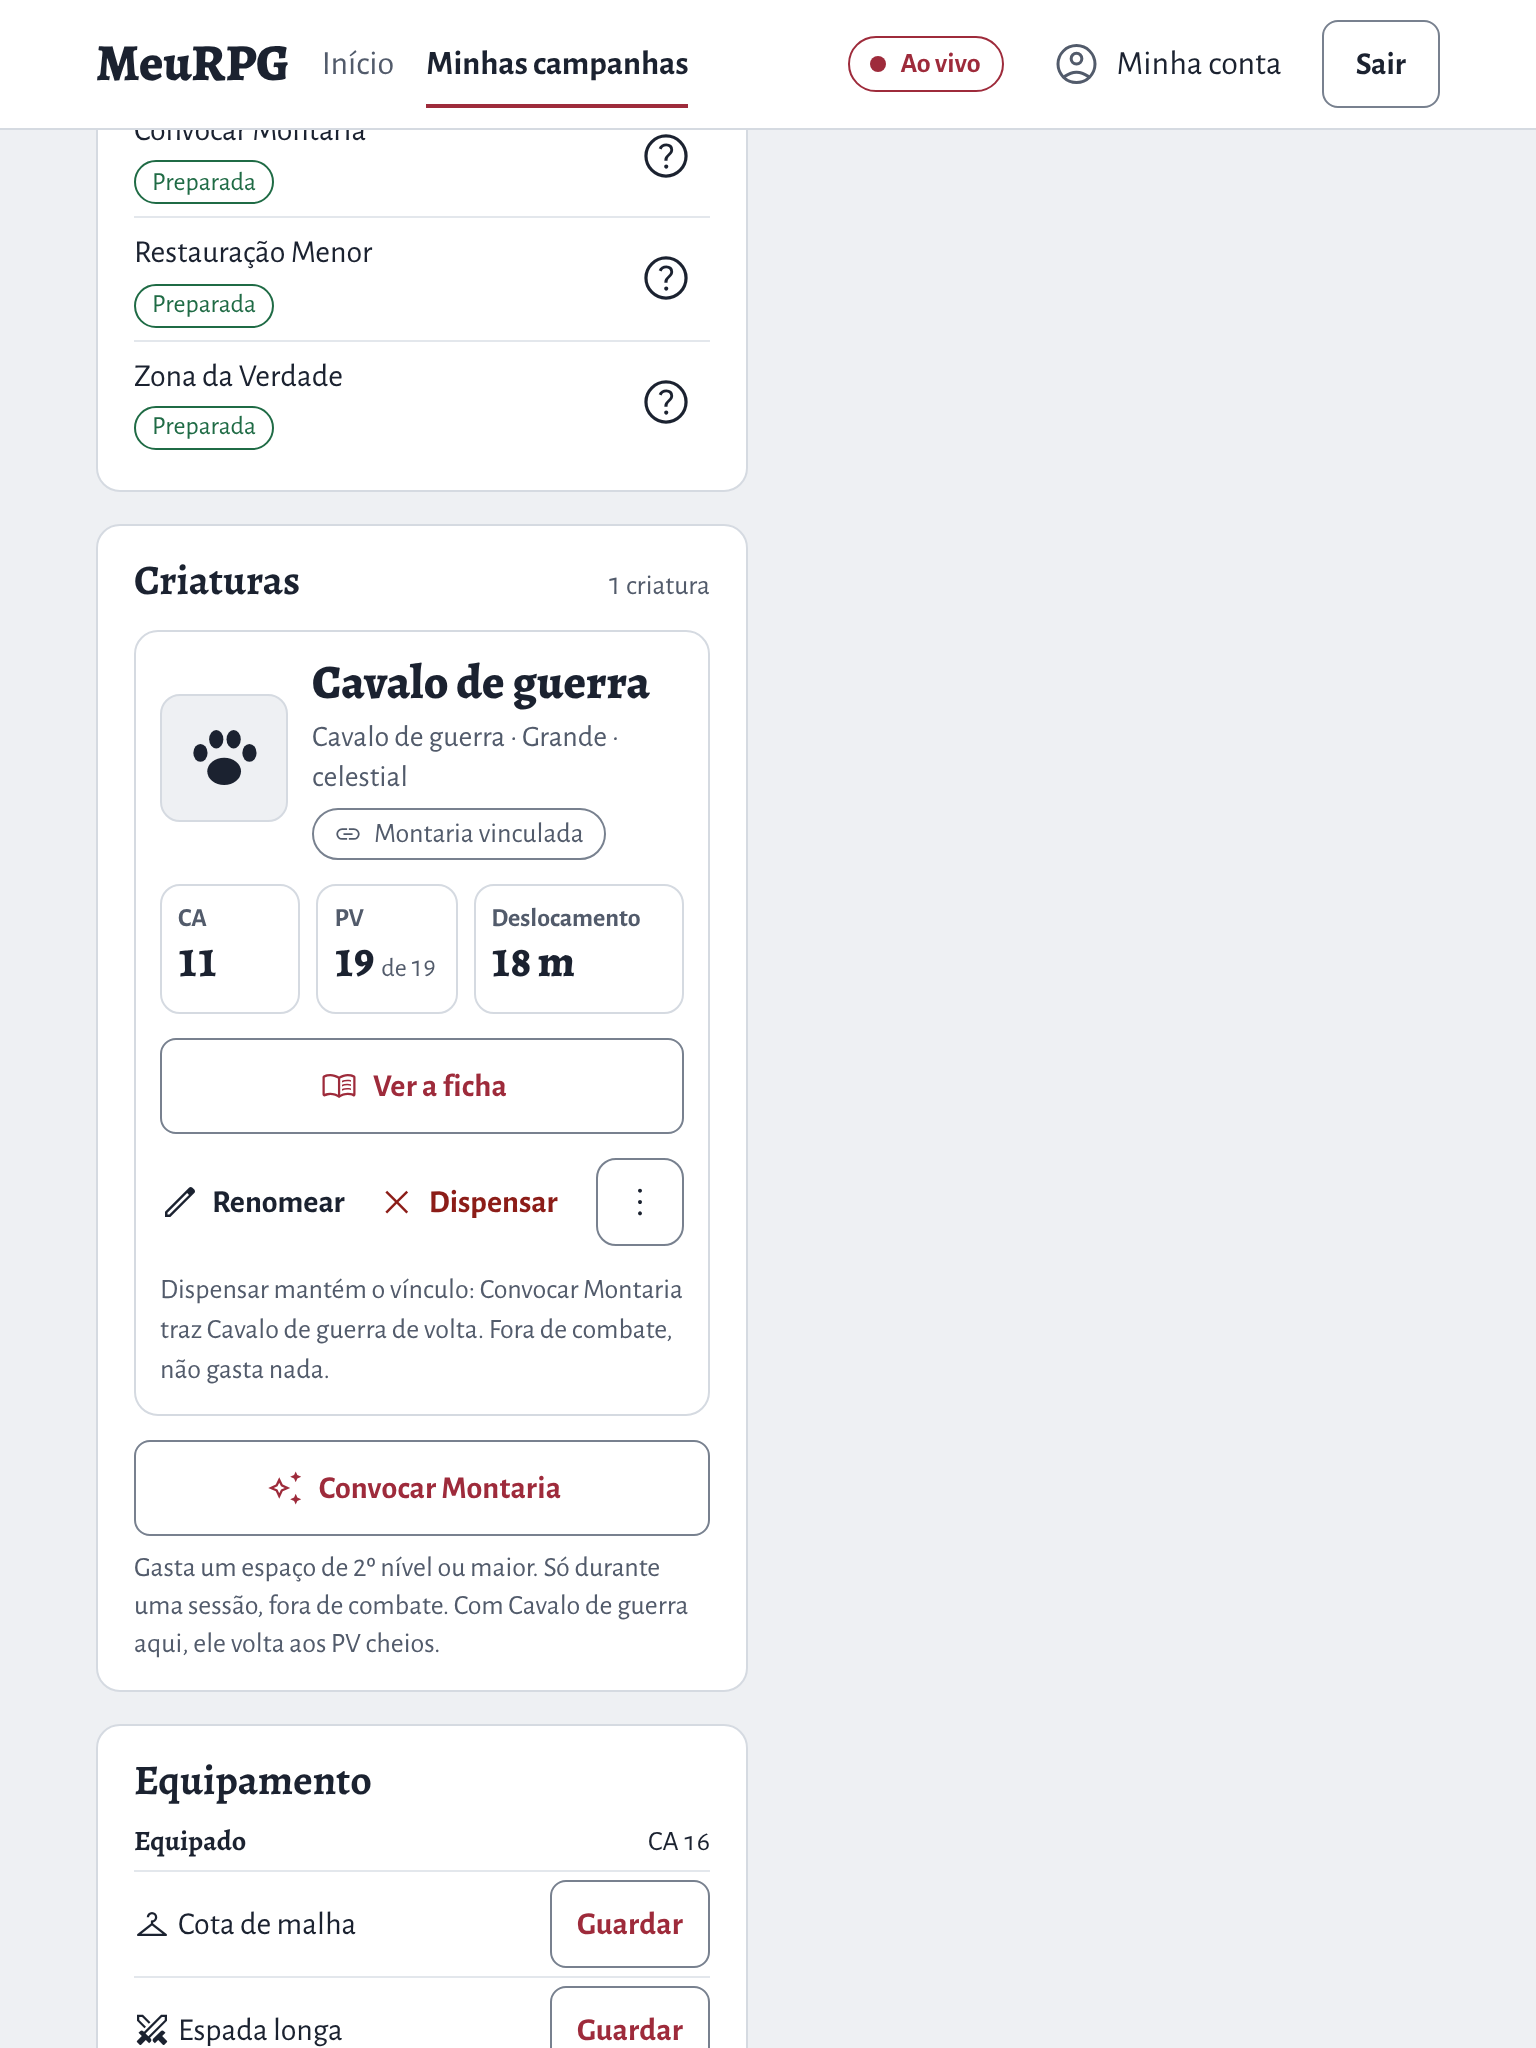 MeuRPG Início Minhas campanhas Ao vivo Minha conta Sair
Convocar Montaria
Preparada
Restauração Menor
Preparada
Zona da Verdade
Preparada
Criaturas 1 criatura
Cavalo de guerra
Cavalo de guerra · Grande ·
celestial
Montaria vinculada
CA PV Deslocamento
11 19 de 19 18 m
Ver a ficha
Renomear Dispensar
Dispensar mantém o vínculo: Convocar Montaria
traz Cavalo de guerra de volta. Fora de combate,
não gasta nada.
Convocar Montaria
Gasta um espaço de 2º nível ou maior. Só durante
uma sessão, fora de combate. Com Cavalo de guerra
aqui, ele volta aos PV cheios.
Equipamento
Equipado CA 16
Cota de malha Guardar
Espada longa Guardar